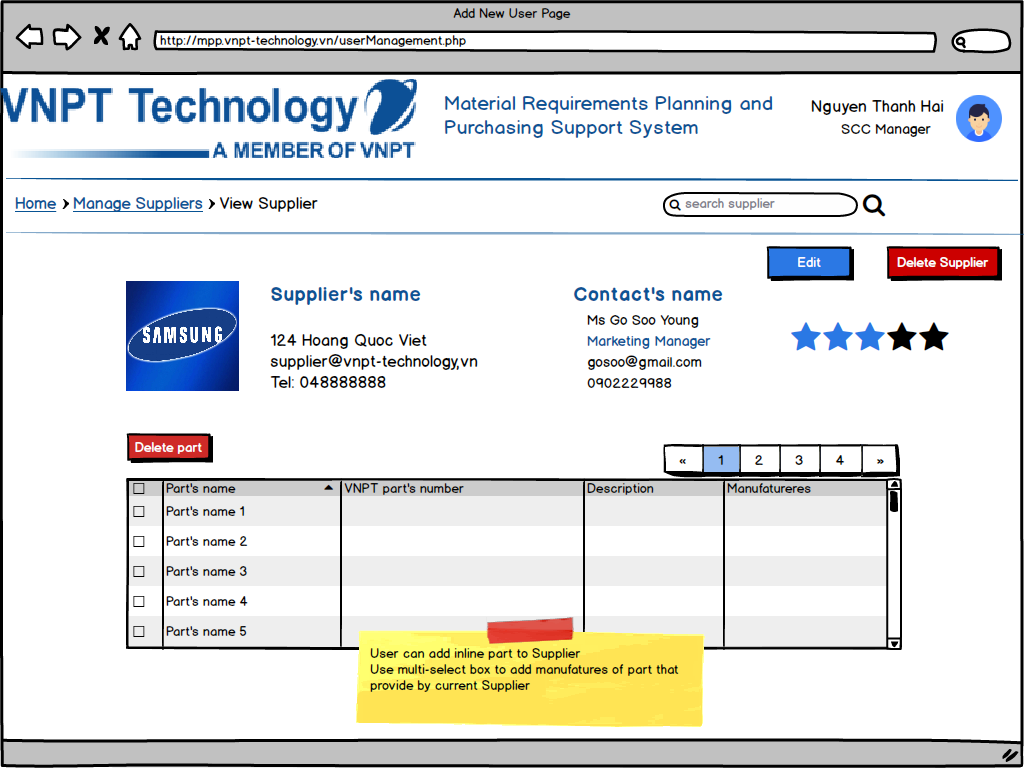 Add New User Page
http://mpp.vnpt-technology.vn/userManagement.php
VNPT Technology
A MEMBER OF VNPT
Material Requirements Planning and
Purchasing Support System
Nguyen Thanh Hai
SCC Manager
Home > Manage Suppliers > View Supplier
search supplier
Edit
Delete Supplier
SAMSUNG
Supplier's name
124 Hoang Quoc Viet
supplier@vnpt-technology,vn
Tel: 048888888
Contact's name
Ms Go Soo Young
Marketing Manager
gosoo@gmail.com
0902229988
Delete part
« 1 2 3 4 »
Part's name VNPT part's number Description Manufatureres
Part's name 1
Part's name 2
Part's name 3
Part's name 4
Part's name 5
User can add inline part to Supplier
Use multi-select box to add manufatures of part that
provide by current Supplier